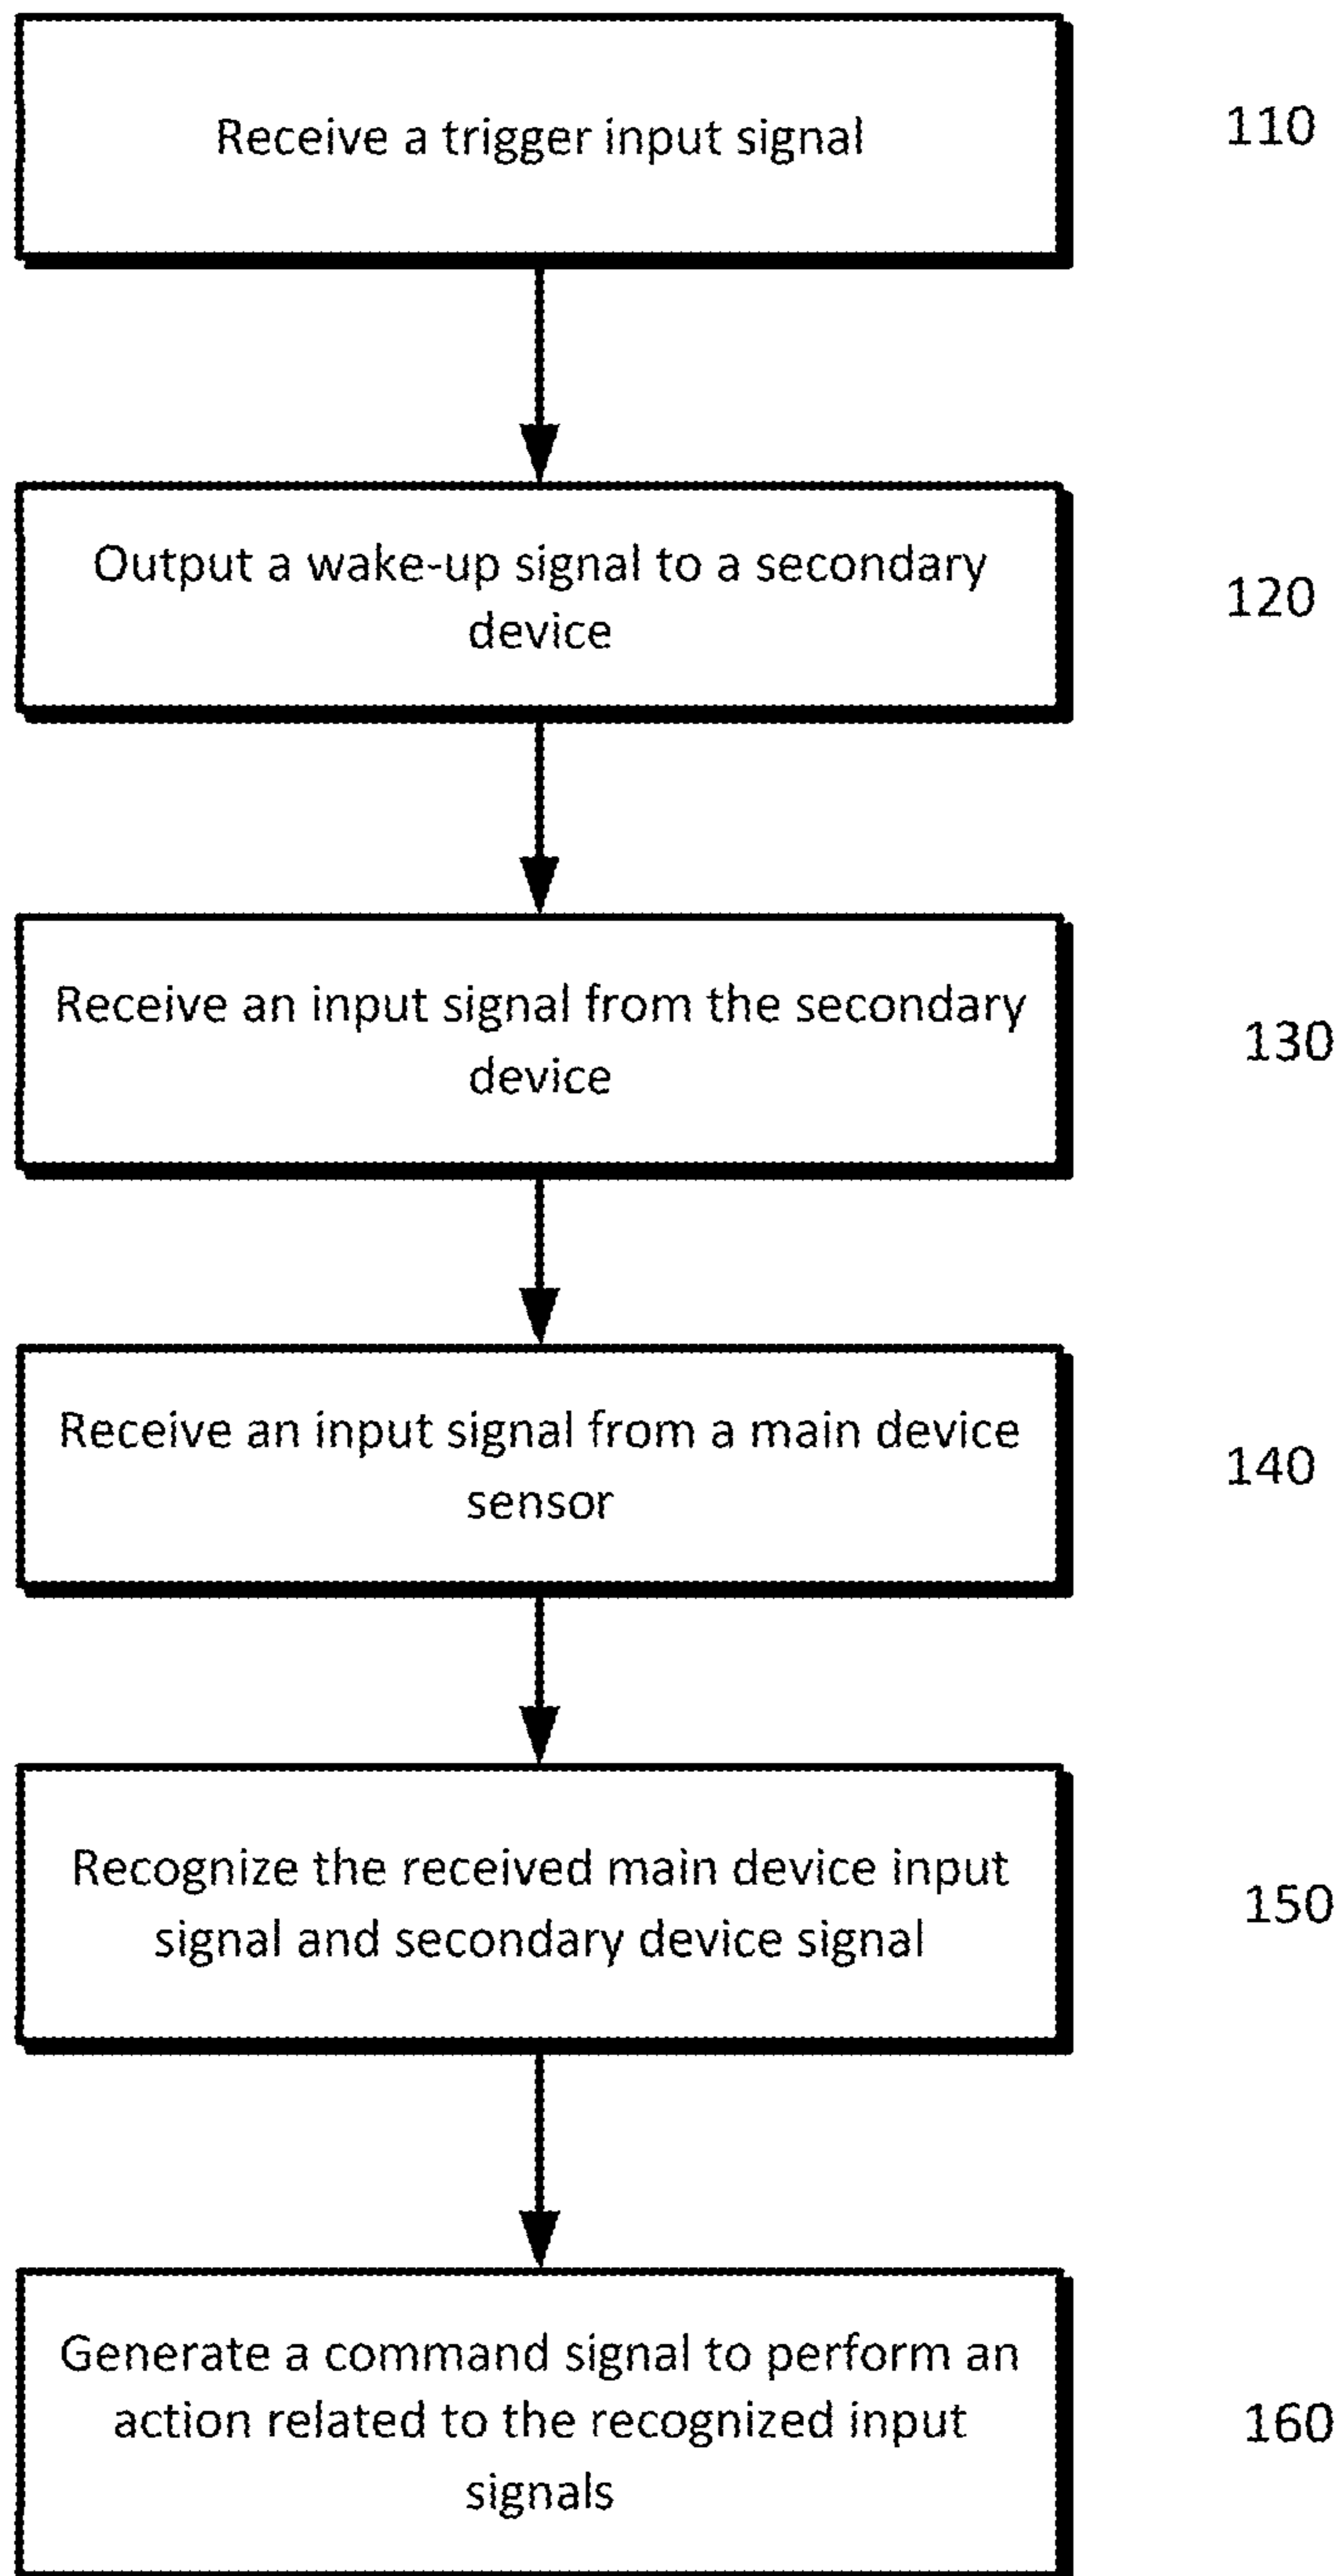 Receive a trigger input signal
110
Output a wake-up signal to a secondary
device
120
Receive an input signal from the secondary
device
130
Receive an input signal from a main device
sensor
140
Recognize the received main device input
signal and secondary device signal
150
Generate a command signal to perform an
action related to the recognized input
signals
160